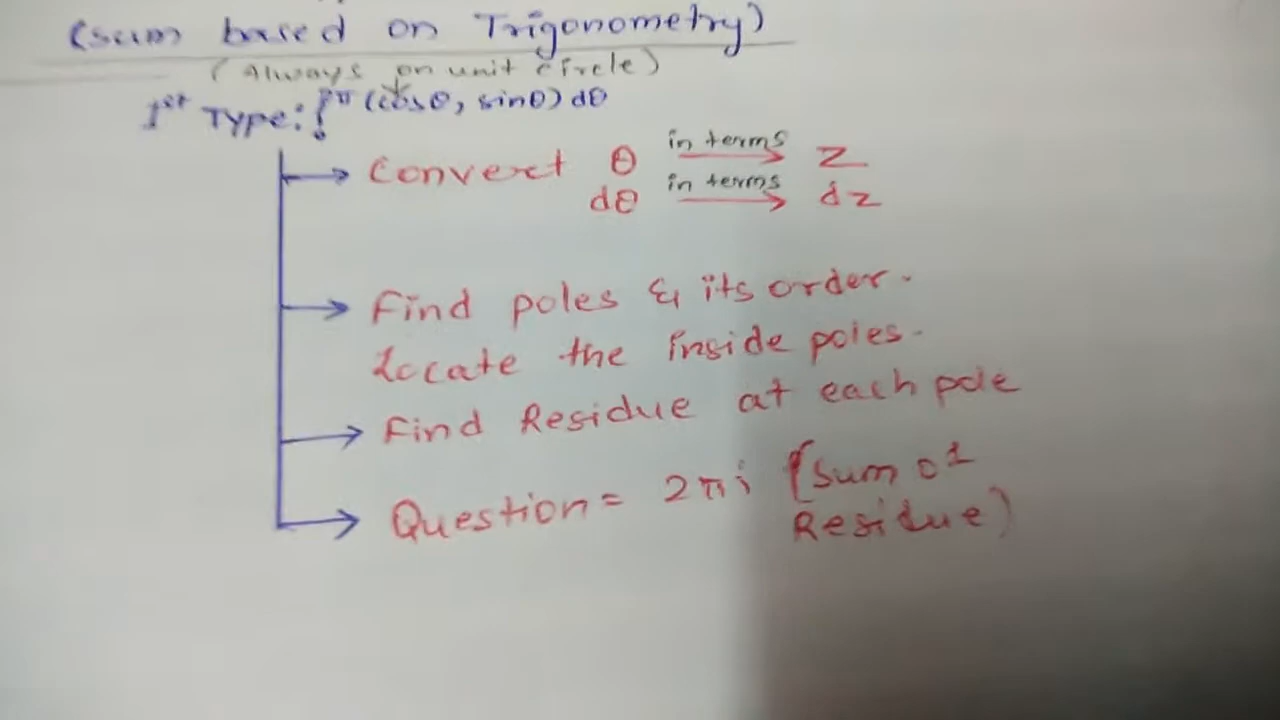 (sum based on Trigonometry)
(Always on unit circle)
1st Type: ∫₀²π (cosθ, sinθ) dθ
Convert θ in terms → Z
dθ in terms → dz
Find poles & its order.
Locate the inside poles.
Find Residue at each pole
Question = 2πi [sum of
Residue)